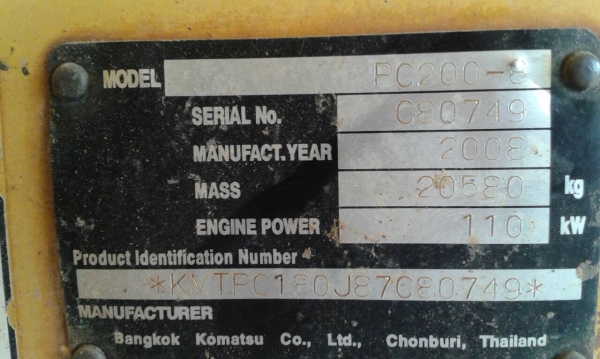 MODEL PC200-8
SERIAL No. C80749
MANUFACT.YEAR 2008
MASS 20580 kg
ENGINE POWER 110 kW
Product Identification Number
*KMTPC180J87C80749*
MANUFACTURER
Bangkok Komatsu Co., Ltd., Chonburi, Thailand